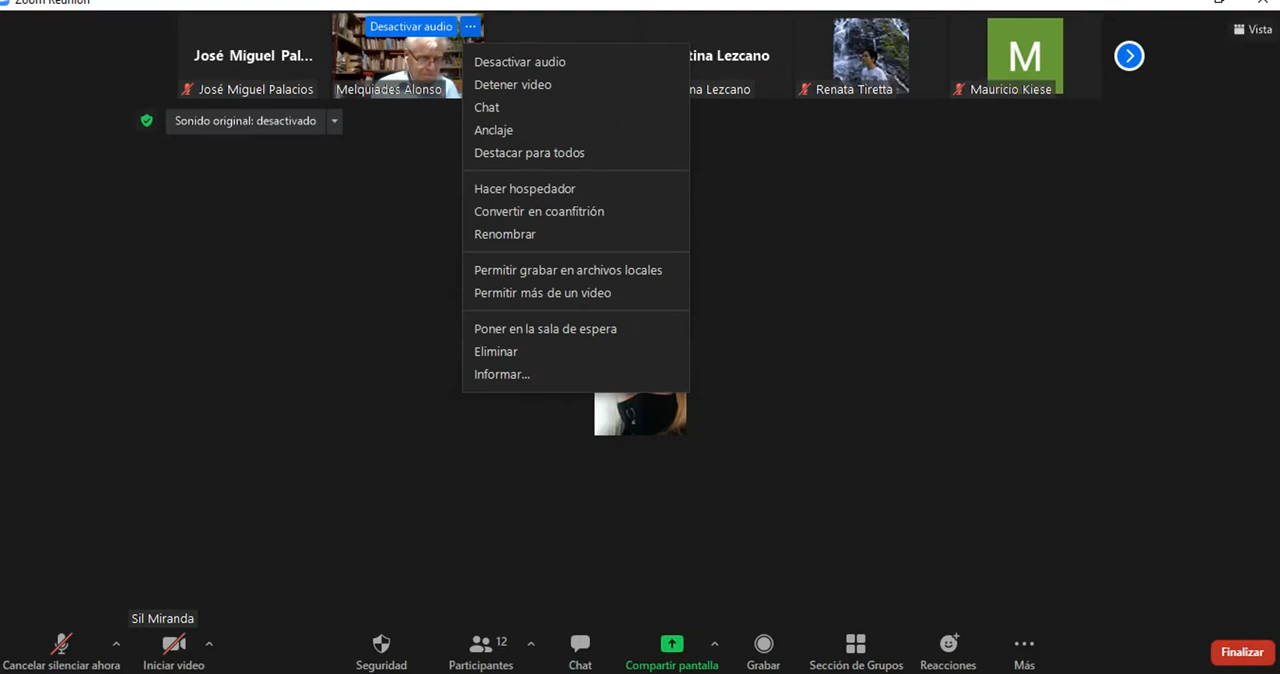 Zoom Reunión
Desactivar audio ...
José Miguel Pal...
tina Lezcano
M
Vista
José Miguel Palacios
Melquiades Alonso
na Lezcano
Renata Tiretta
Mauricio Kiese
Sonido original: desactivado
Desactivar audio
Detener video
Chat
Anclaje
Destacar para todos
Hacer hospedador
Convertir en coanfitrión
Renombrar
Permitir grabar en archivos locales
Permitir más de un video
Poner en la sala de espera
Eliminar
Informar...
Sil Miranda
12
Cancelar silenciar ahora
Iniciar video
Seguridad
Participantes
Chat
Compartir pantalla
Grabar
Sección de Grupos
Reacciones
Más
Finalizar